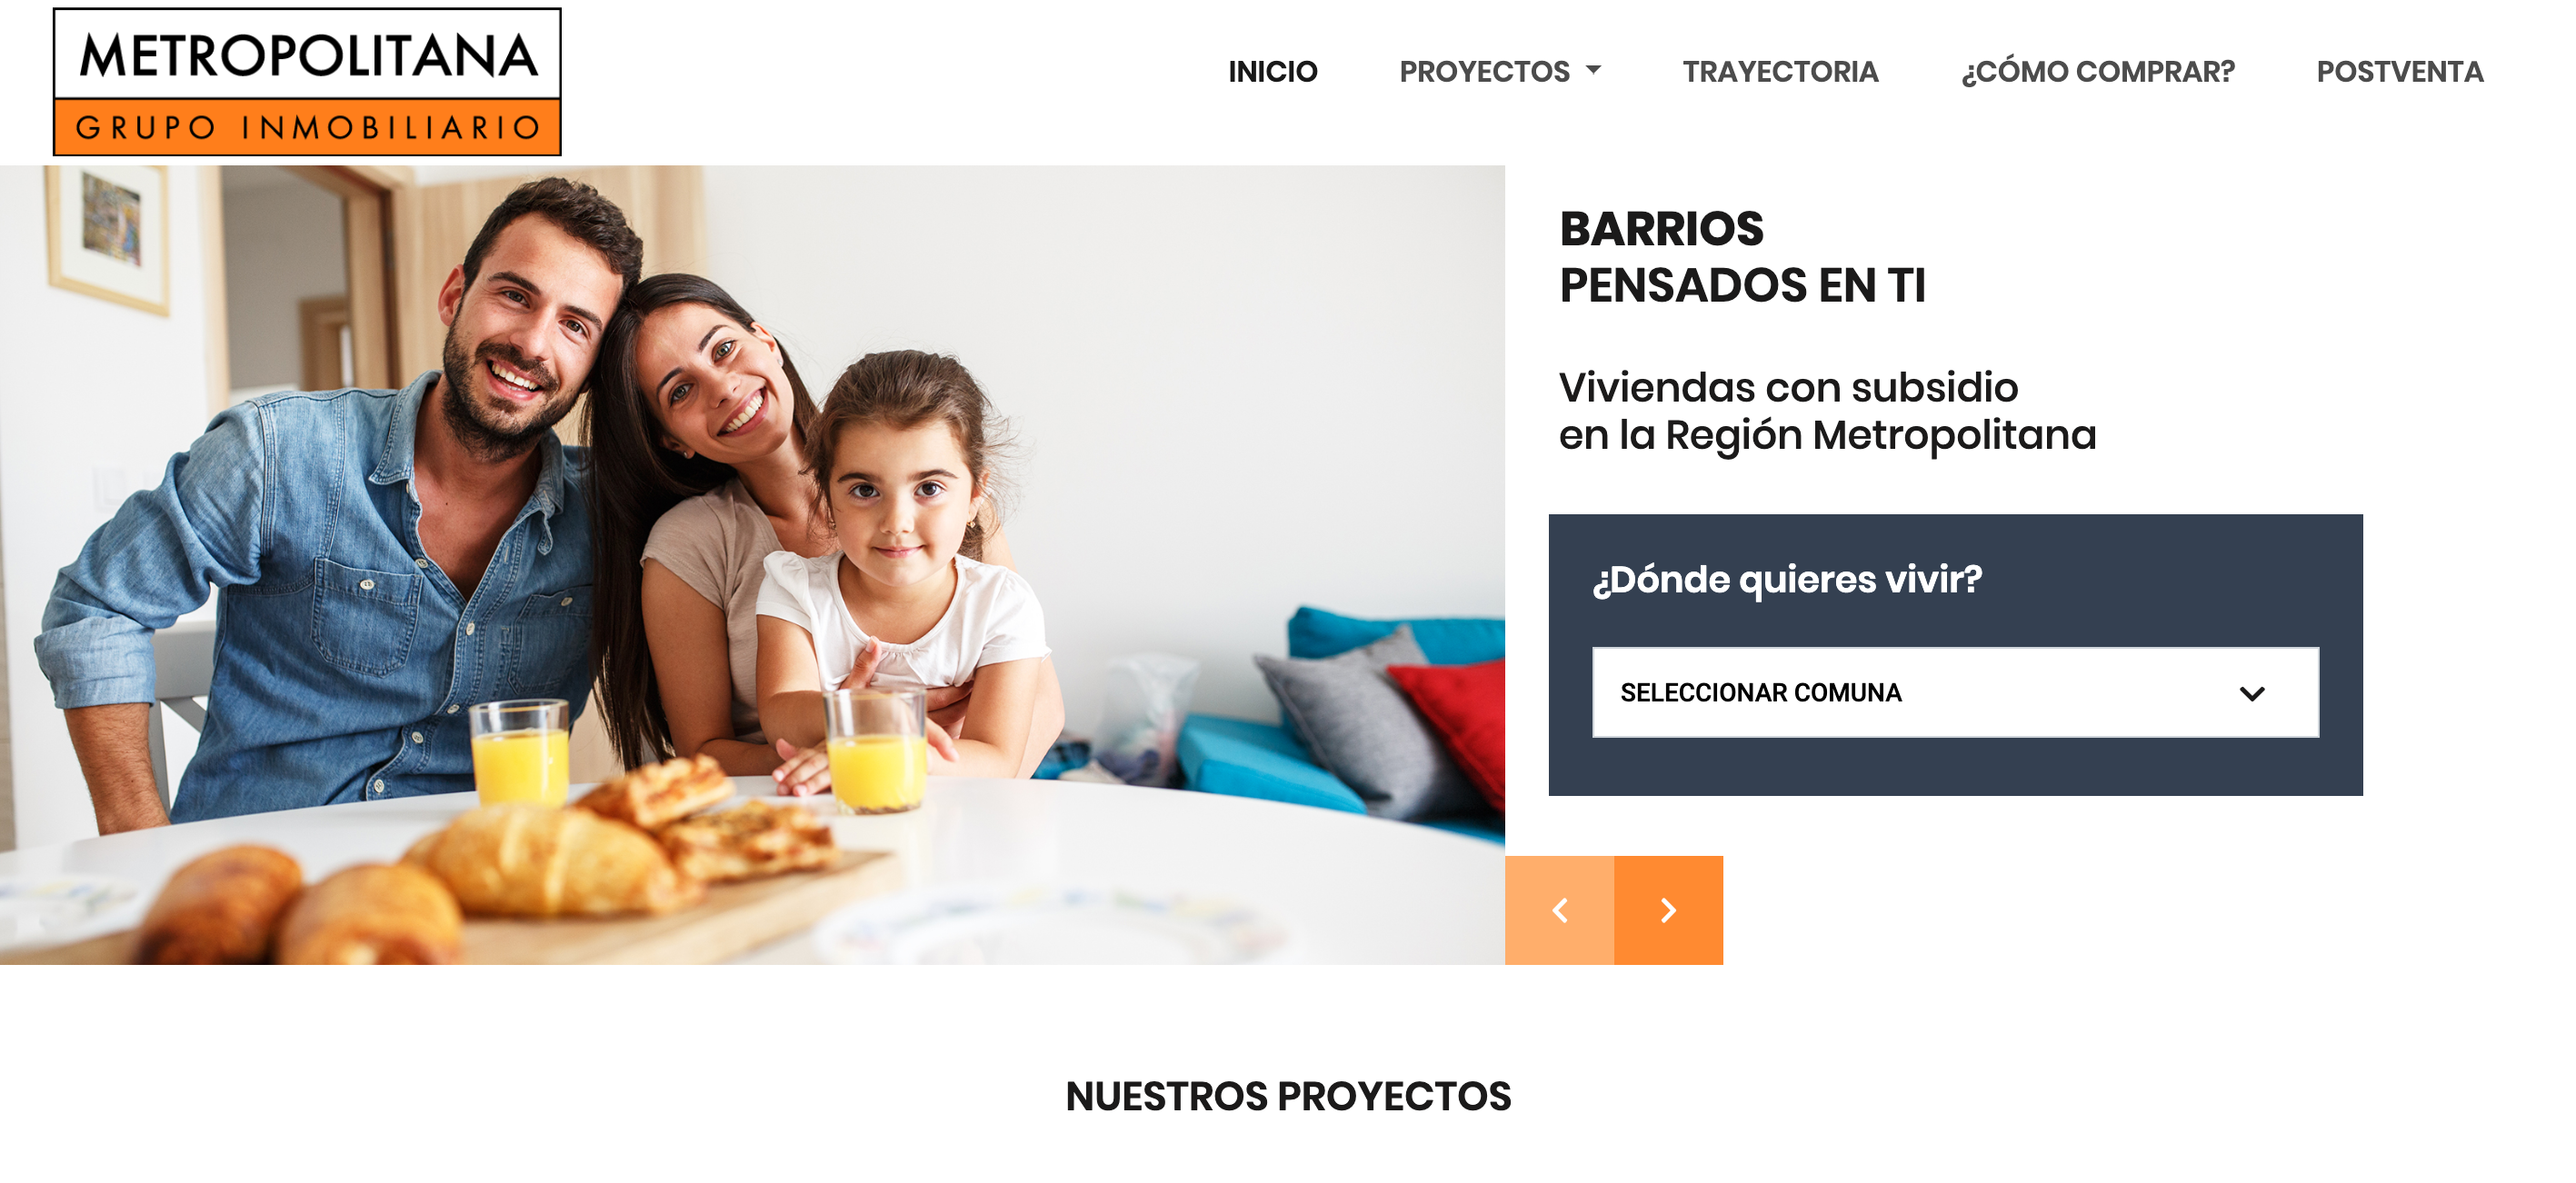 METROPOLITANA
GRUPO INMOBILIARIO
INICIO PROYECTOS TRAYECTORIA ¿CÓMO COMPRAR? POSTVENTA
BARRIOS
PENSADOS EN TI
Viviendas con subsidio
en la Región Metropolitana
¿Dónde quieres vivir?
SELECCIONAR COMUNA
NUESTROS PROYECTOS